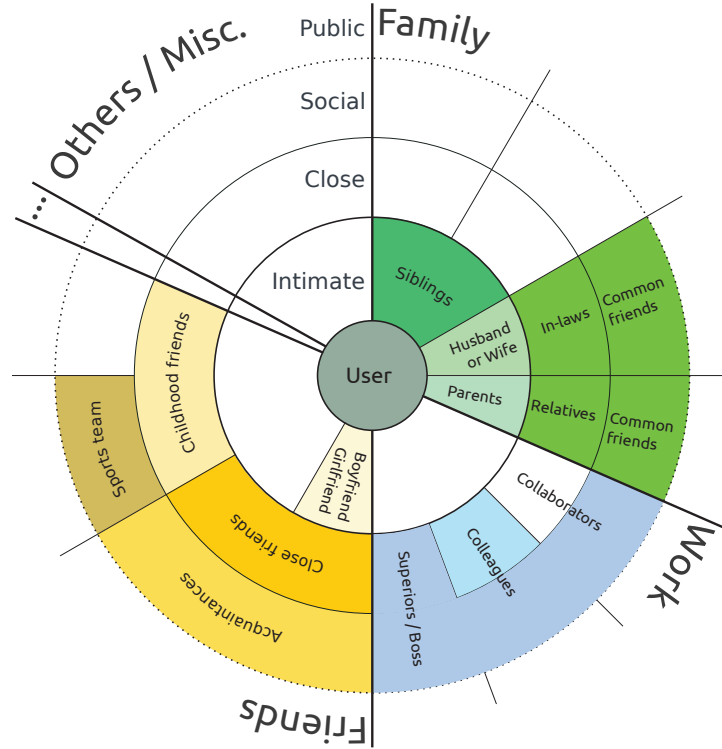 Others / Misc.
...
Public
Family
Social
Close
Intimate
Siblings
Husband
or Wife
In-laws
Common
friends
User
Parents
Relatives
Common
friends
Childhood friends
Sports team
Boyfriend
Girlfriend
Close friends
Acquaintances
Superiors / Boss
Colleagues
Collaborators
Work
Friends